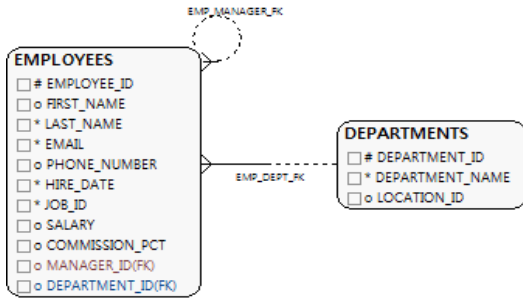 EMP_MANAGER_FK
EMPLOYEES
# EMPLOYEE_ID
o FIRST_NAME
* LAST_NAME
* EMAIL
o PHONE_NUMBER
* HIRE_DATE
* JOB_ID
o SALARY
o COMMISSION_PCT
o MANAGER_ID(FK)
o DEPARTMENT_ID(FK)
EMP_DEPT_FK
DEPARTMENTS
# DEPARTMENT_ID
* DEPARTMENT_NAME
o LOCATION_ID